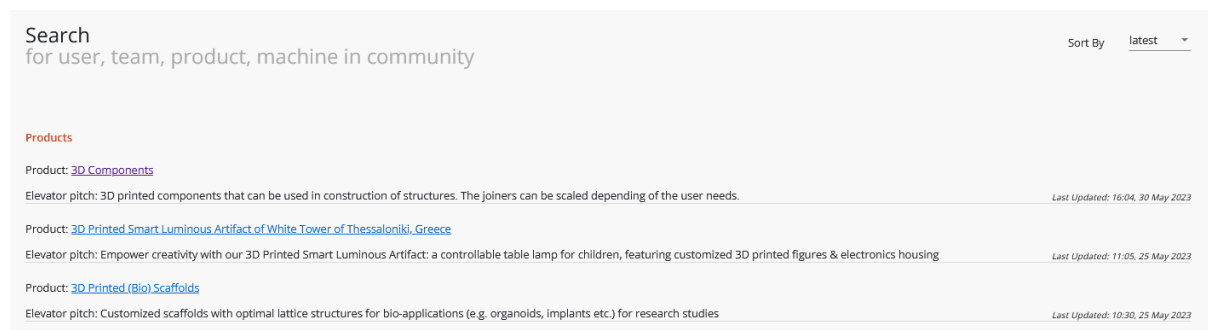 Search
for user, team, product, machine in community
Sort By latest
Products
Product: 3D Components
Elevator pitch: 3D printed components that can be used in construction of structures. The joiners can be scaled depending of the user needs.
Last Updated: 16:04, 30 May 2023
Product: 3D Printed Smart Luminous Artifact of White Tower of Thessaloniki, Greece
Elevator pitch: Empower creativity with our 3D Printed Smart Luminous Artifact: a controllable table lamp for children, featuring customized 3D printed figures & electronics housing
Last Updated: 11:05, 25 May 2023
Product: 3D Printed (Bio) Scaffolds
Elevator pitch: Customized scaffolds with optimal lattice structures for bio-applications (e.g. organoids, implants etc.) for research studies
Last Updated: 10:30, 25 May 2023